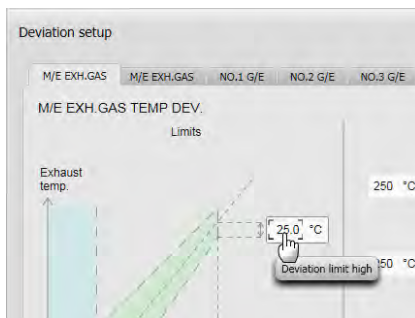 Deviation setup
M/E EXH.GAS M/E EXH.GAS NO.1 G/E NO.2 G/E NO.3 G/E
M/E EXH.GAS TEMP DEV.
Limits
Exhaust
temp.
250 °C
25.0 °C
Deviation limit high
50 °C